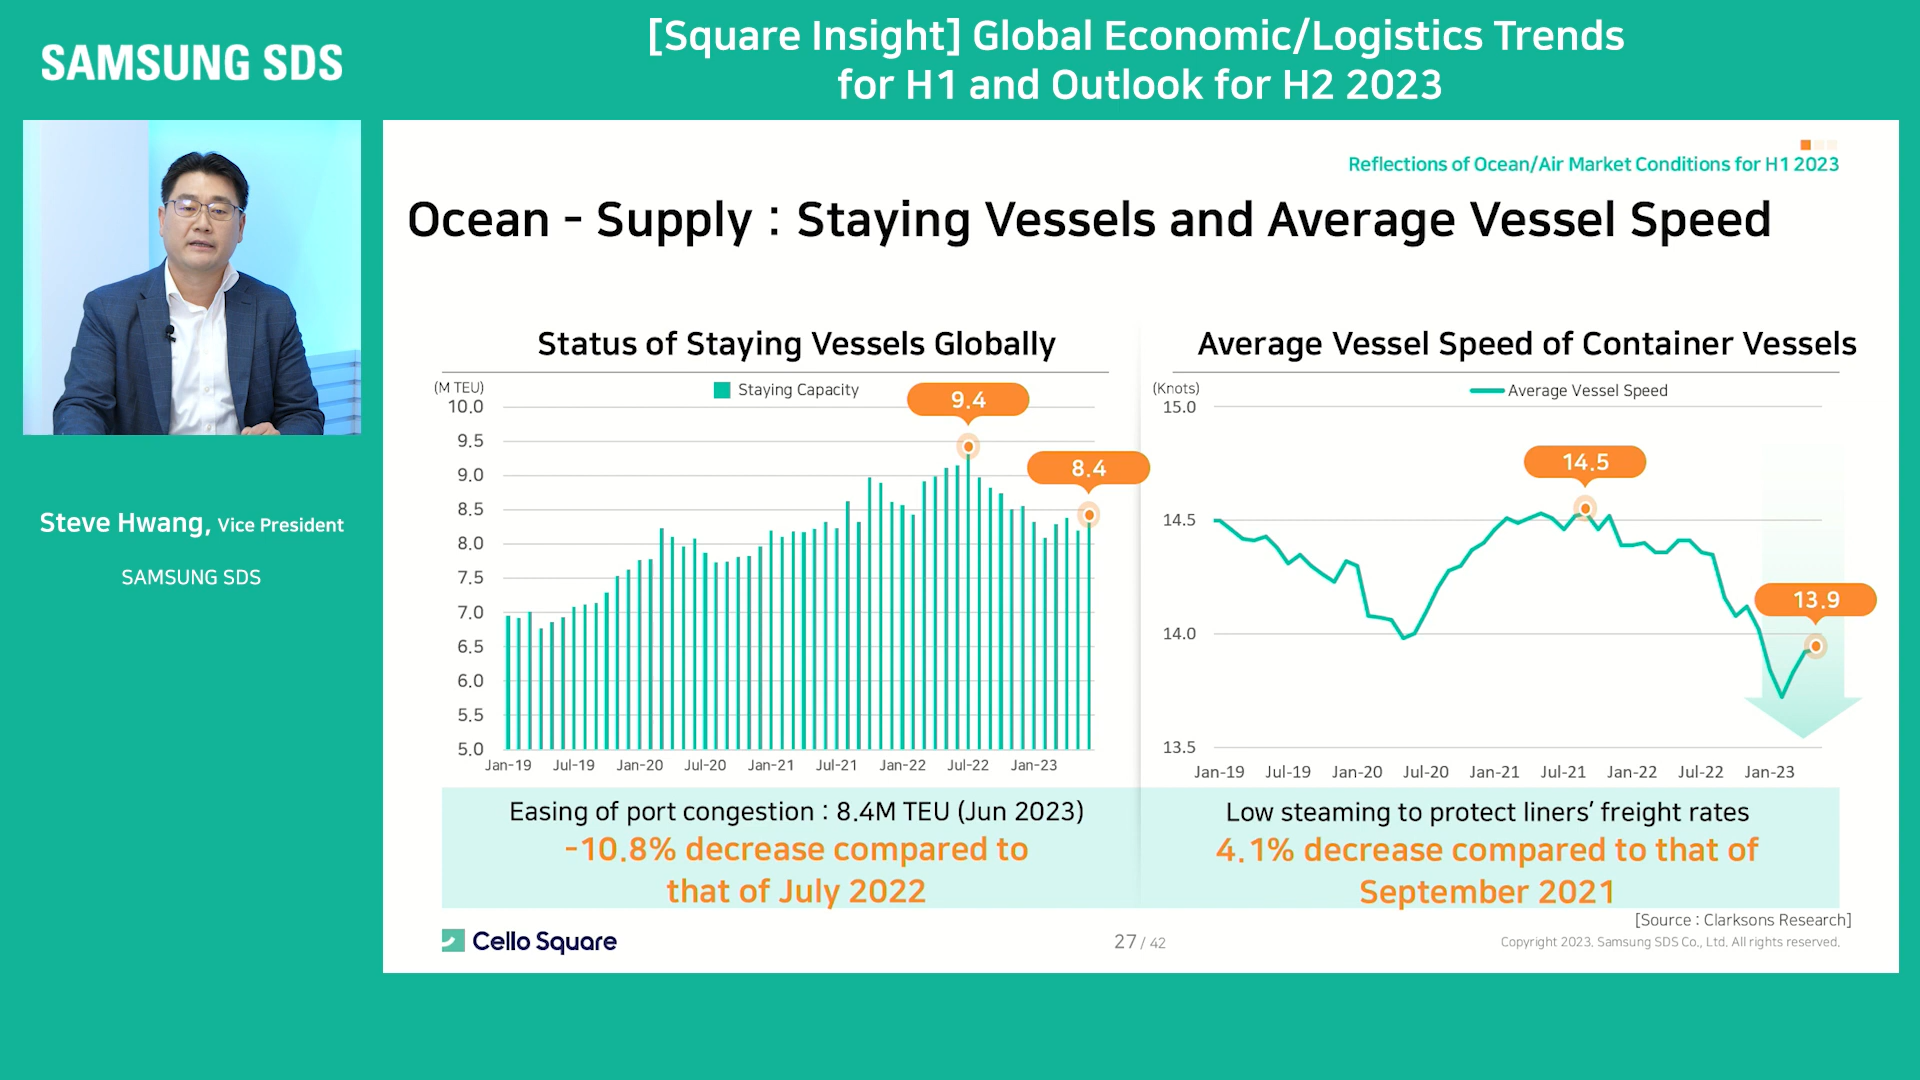 SAMSUNG SDS
[Square Insight] Global Economic/Logistics Trends
for H1 and Outlook for H2 2023
Steve Hwang, Vice President
SAMSUNG SDS
Reflections of Ocean/Air Market Conditions for H1 2023
Ocean - Supply : Staying Vessels and Average Vessel Speed
Status of Staying Vessels Globally
(M TEU)
Staying Capacity
10.0
9.5
9.0
8.5
8.0
7.5
7.0
6.5
6.0
5.5
5.0
9.4
8.4
Jan-19 Jul-19 Jan-20 Jul-20 Jan-21 Jul-21 Jan-22 Jul-22 Jan-23
Easing of port congestion : 8.4M TEU (Jun 2023)
-10.8% decrease compared to
that of July 2022
Average Vessel Speed of Container Vessels
(Knots)
Average Vessel Speed
15.0
14.5
14.0
13.5
14.5
13.9
Jan-19 Jul-19 Jan-20 Jul-20 Jan-21 Jul-21 Jan-22 Jul-22 Jan-23
Low steaming to protect liners' freight rates
4.1% decrease compared to that of
September 2021
[Source : Clarksons Research]
Cello Square
27 / 42
Copyright 2023. Samsung SDS Co., Ltd. All rights reserved.